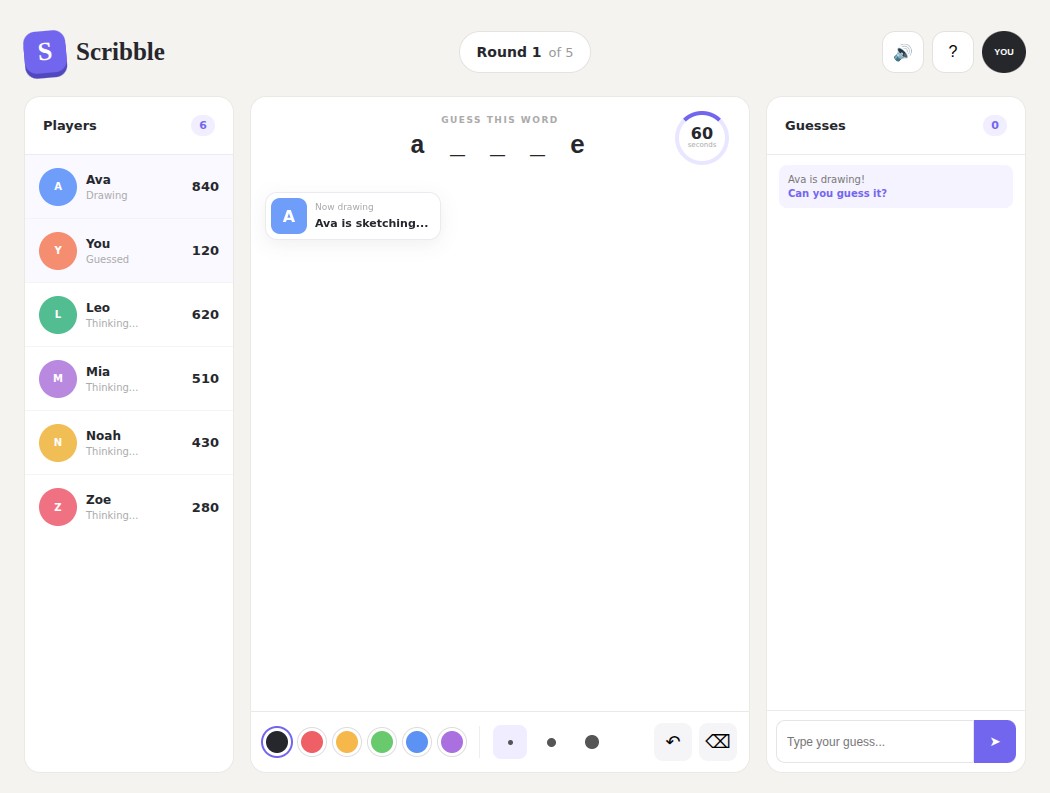 S Scribble
Round 1 of 5
?
YOU
Players 6
A Ava 840
Drawing
Y You 120
Guessed
L Leo 620
Thinking...
M Mia 510
Thinking...
N Noah 430
Thinking...
Z Zoe 280
Thinking...
GUESS THIS WORD
a _ _ _ e
60
seconds
A Now drawing
Ava is sketching...
Guesses 0
Ava is drawing!
Can you guess it?
Type your guess...